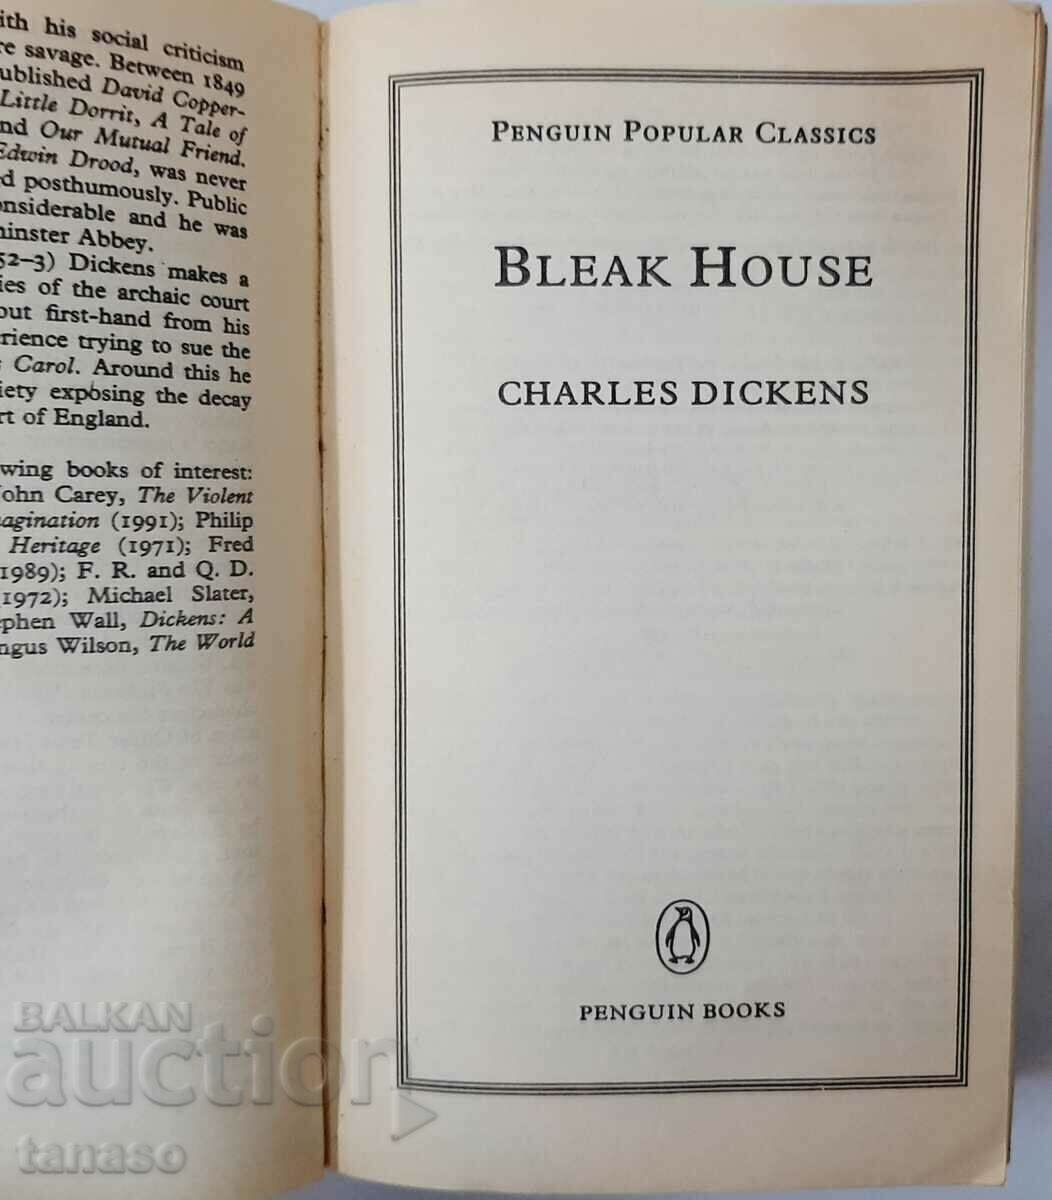 ith his social criticism
re savage. Between 1849
ublished David Copper-
Little Dorrit, A Tale of
nd Our Mutual Friend.
Edwin Drood, was never
d posthumously. Public
onsiderable and he was
minster Abbey.
52–3) Dickens makes a
ies of the archaic court
out first-hand from his
erience trying to sue the
s Carol. Around this he
iety exposing the decay
rt of England.
wing books of interest:
John Carey, The Violent
agination (1991); Philip
Heritage (1971); Fred
1989); F. R. and Q. D.
(1972); Michael Slater,
ephen Wall, Dickens: A
ngus Wilson, The World
PENGUIN POPULAR CLASSICS
BLEAK HOUSE
CHARLES DICKENS
PENGUIN BOOKS
BALKAN
auction
tanaso